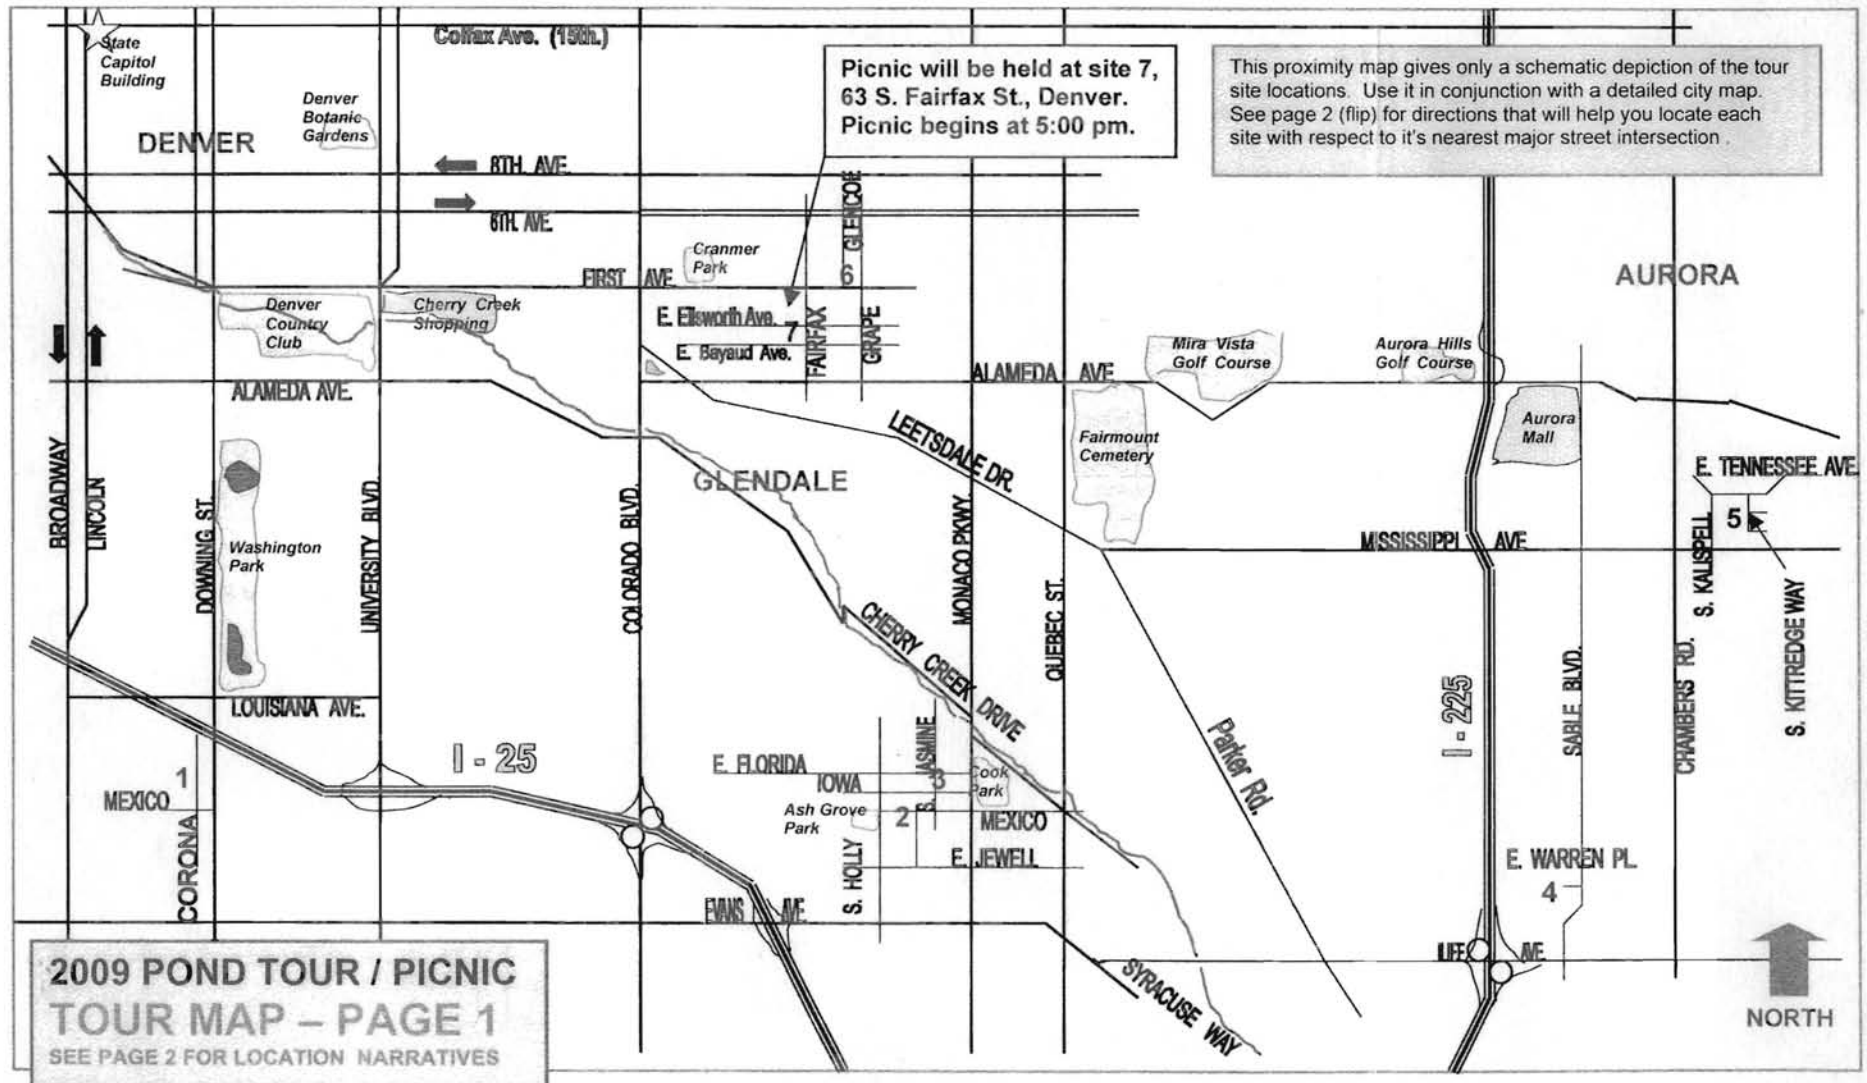 State
Capitol
Building
Colfax Ave. (15th.)
Denver
Botanic
Gardens
DENVER
Picnic will be held at site 7,
63 S. Fairfax St., Denver.
Picnic begins at 5:00 pm.
This proximity map gives only a schematic depiction of the tour
site locations. Use it in conjunction with a detailed city map.
See page 2 (flip) for directions that will help you locate each
site with respect to it's nearest major street intersection .
8TH. AVE.
6TH. AVE.
GLENCOE
Cranmer
Park
FIRST AVE.
6
AURORA
Denver
Country
Club
Cherry Creek
Shopping
E. Ellsworth Ave.
7
E. Bayaud Ave.
FAIRFAX
GRAPE
Mira Vista
Golf Course
Aurora Hills
Golf Course
ALAMEDA AVE.
ALAMEDA AVE
Aurora
Mall
LEETSDALE DR.
Fairmount
Cemetery
BROADWAY
LINCOLN
DOWNING ST.
UNIVERSITY BLVD.
COLORADO BLVD.
GLENDALE
MONACO PKWY.
QUEBEC ST.
E. TENNESSEE AVE.
5
MISSISSIPPI AVE
S. KALISPELL
S. KITTREDGE WAY
Washington
Park
CHERRY CREEK DRIVE
LOUISIANA AVE.
I - 25
I - 225
SABLE BLVD.
CHAMBERS RD.
Parker Rd.
1
MEXICO
CORONA
E. FLORIDA
IOWA
S. JASMINE
3
Cook
Park
Ash Grove
Park
2
MEXICO
S. HOLLY
E. JEWELL
E. WARREN PL.
4
EVANS AVE.
SYRACUSE WAY
ILIFF AVE.
NORTH
2009 POND TOUR / PICNIC
TOUR MAP – PAGE 1
SEE PAGE 2 FOR LOCATION NARRATIVES